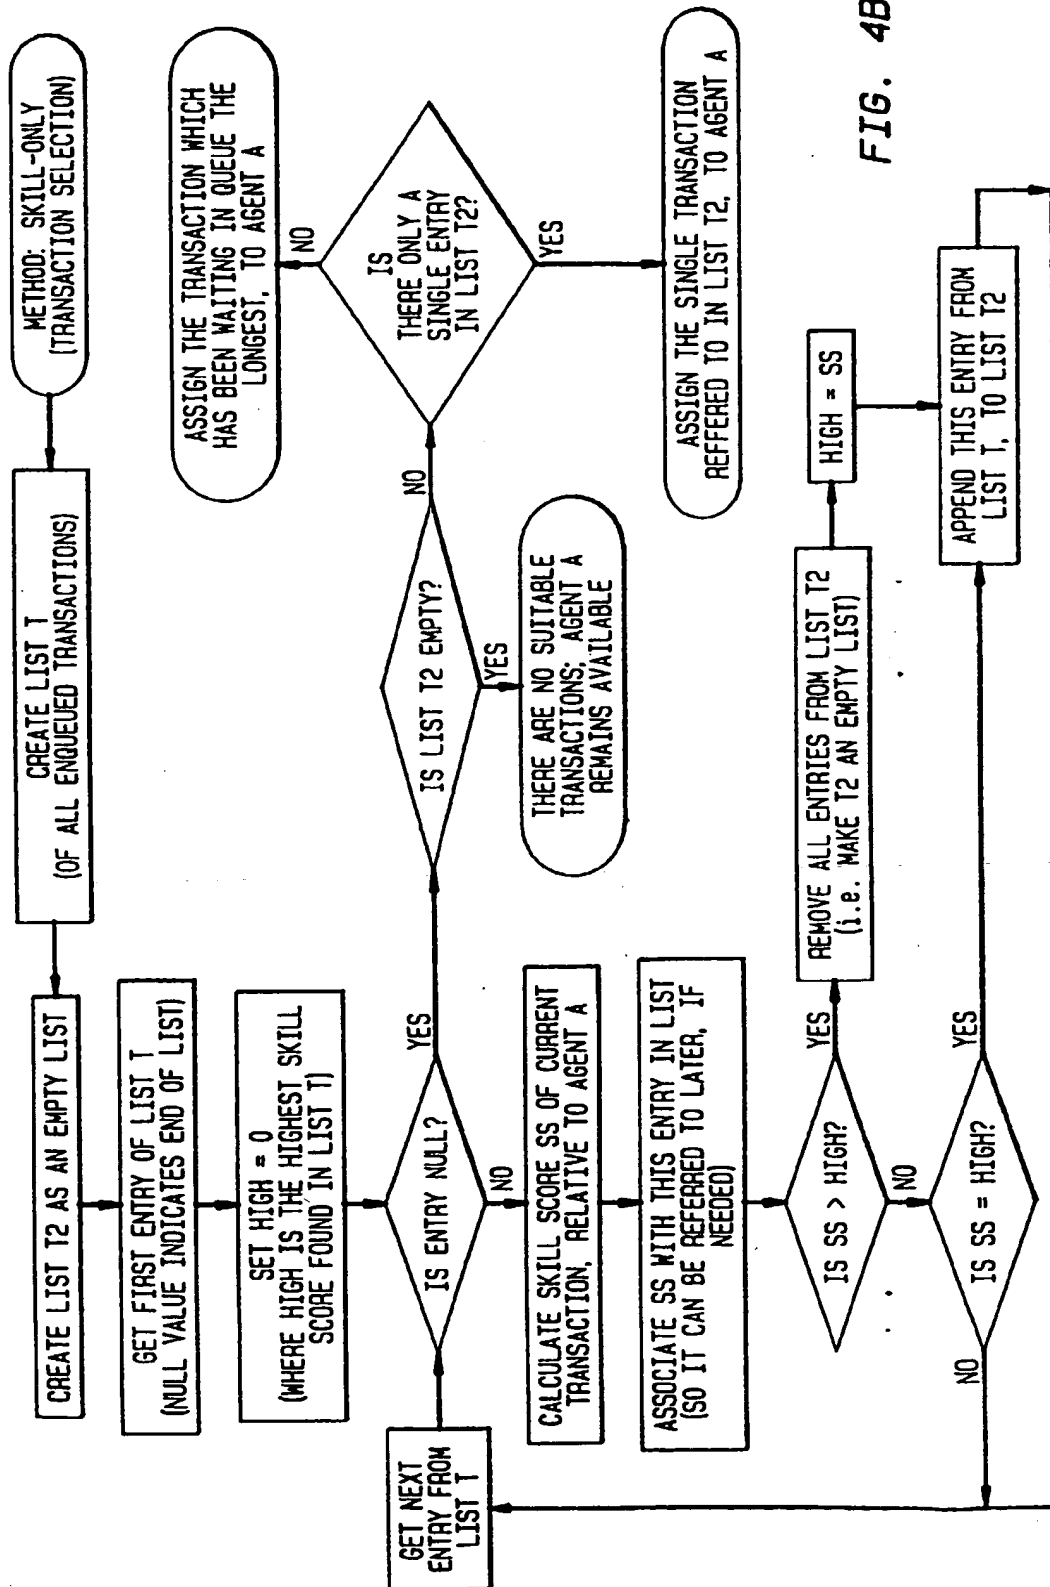 METHOD: SKILL-ONLY
(TRANSACTION SELECTION)
CREATE LIST T
(OF ALL ENQUEUED TRANSACTIONS)
CREATE LIST T2 AS AN EMPTY LIST
GET FIRST ENTRY OF LIST T
(NULL VALUE INDICATES END OF LIST)
SET HIGH = 0
(WHERE HIGH IS THE HIGHEST SKILL
SCORE FOUND IN LIST T)
GET NEXT
ENTRY FROM
LIST T
IS ENTRY NULL?
YES
NO
IS LIST T2 EMPTY?
NO
YES
IS
THERE ONLY A
SINGLE ENTRY
IN LIST T2?
NO
YES
ASSIGN THE TRANSACTION WHICH
HAS BEEN WAITING IN QUEUE THE
LONGEST, TO AGENT A
THERE ARE NO SUITABLE
TRANSACTIONS; AGENT A
REMAINS AVAILABLE
ASSIGN THE SINGLE TRANSACTION
REFFERED TO IN LIST T2, TO AGENT A
CALCULATE SKILL SCORE SS OF CURRENT
TRANSACTION, RELATIVE TO AGENT A
ASSOCIATE SS WITH THIS ENTRY IN LIST
(SO IT CAN BE REFERRED TO LATER, IF
NEEDED)
IS SS > HIGH?
YES
NO
REMOVE ALL ENTRIES FROM LIST T2
(i.e. MAKE T2 AN EMPTY LIST)
HIGH = SS
IS SS = HIGH?
YES
NO
APPEND THIS ENTRY FROM
LIST T, TO LIST T2
FIG. 4B